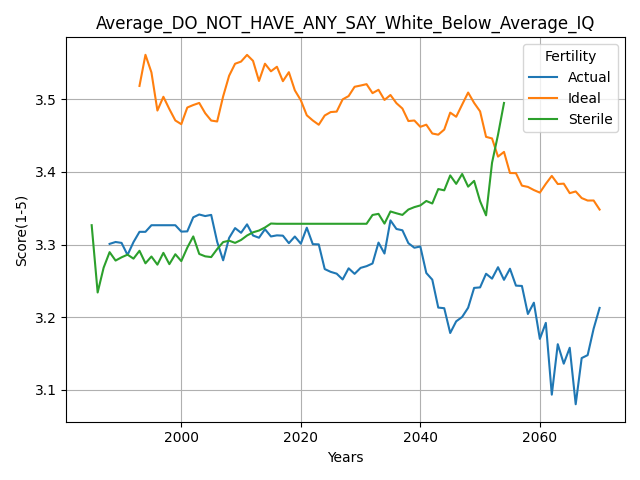 Average_DO_NOT_HAVE_ANY_SAY_White_Below_Average_IQ
Fertility
Actual
Ideal
Sterile
Score(1-5)
3.5
3.4
3.3
3.2
3.1
2000 2020 2040 2060
Years